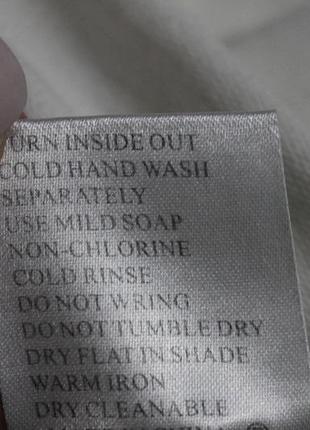 URN INSIDE OUT
COLD HAND WASH
SEPARATELY
USE MILD SOAP
NON-CHLORINE
COLD RINSE
DO NOT WRING
DO NOT TUMBLE DRY
DRY FLAT IN SHADE
WARM IRON
DRY CLEANABLE